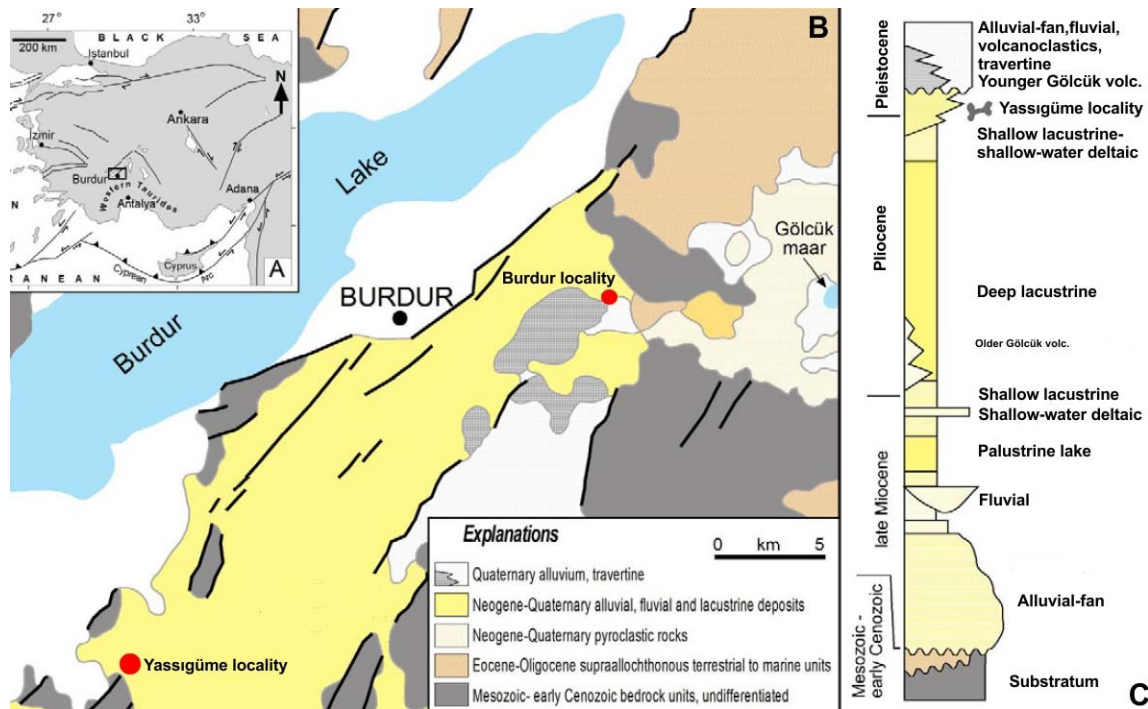 27°
33°
B L A C K
S E A
200 km
Istanbul
N
Ankara
Izmir
Burdur
Western Taurides
Adana
Antalya
Cyprus
Cyprean
Arc
R A N E A N
A
B
Lake
Burdur
BURDUR
Burdur locality
Gölcük
maar
Yassıgüme locality
Explanations
0 km 5
Quaternary alluvium, travertine
Neogene-Quaternary alluvial, fluvial and lacustrine deposits
Neogene-Quaternary pyroclastic rocks
Eocene-Oligocene supraallochthonous terrestrial to marine units
Mesozoic- early Cenozoic bedrock units, undifferentiated
Pleistocene
Pliocene
late Miocene
Mesozoic -
early Cenozoic
Alluvial-fan,fluvial,
volcanoclastics,
travertine
Younger Gölcük volc.
Yassıgüme locality
Shallow lacustrine-
shallow-water deltaic
Deep lacustrine
Older Gölcük volc.
Shallow lacustrine
Shallow-water deltaic
Palustrine lake
Fluvial
Alluvial-fan
Substratum
C